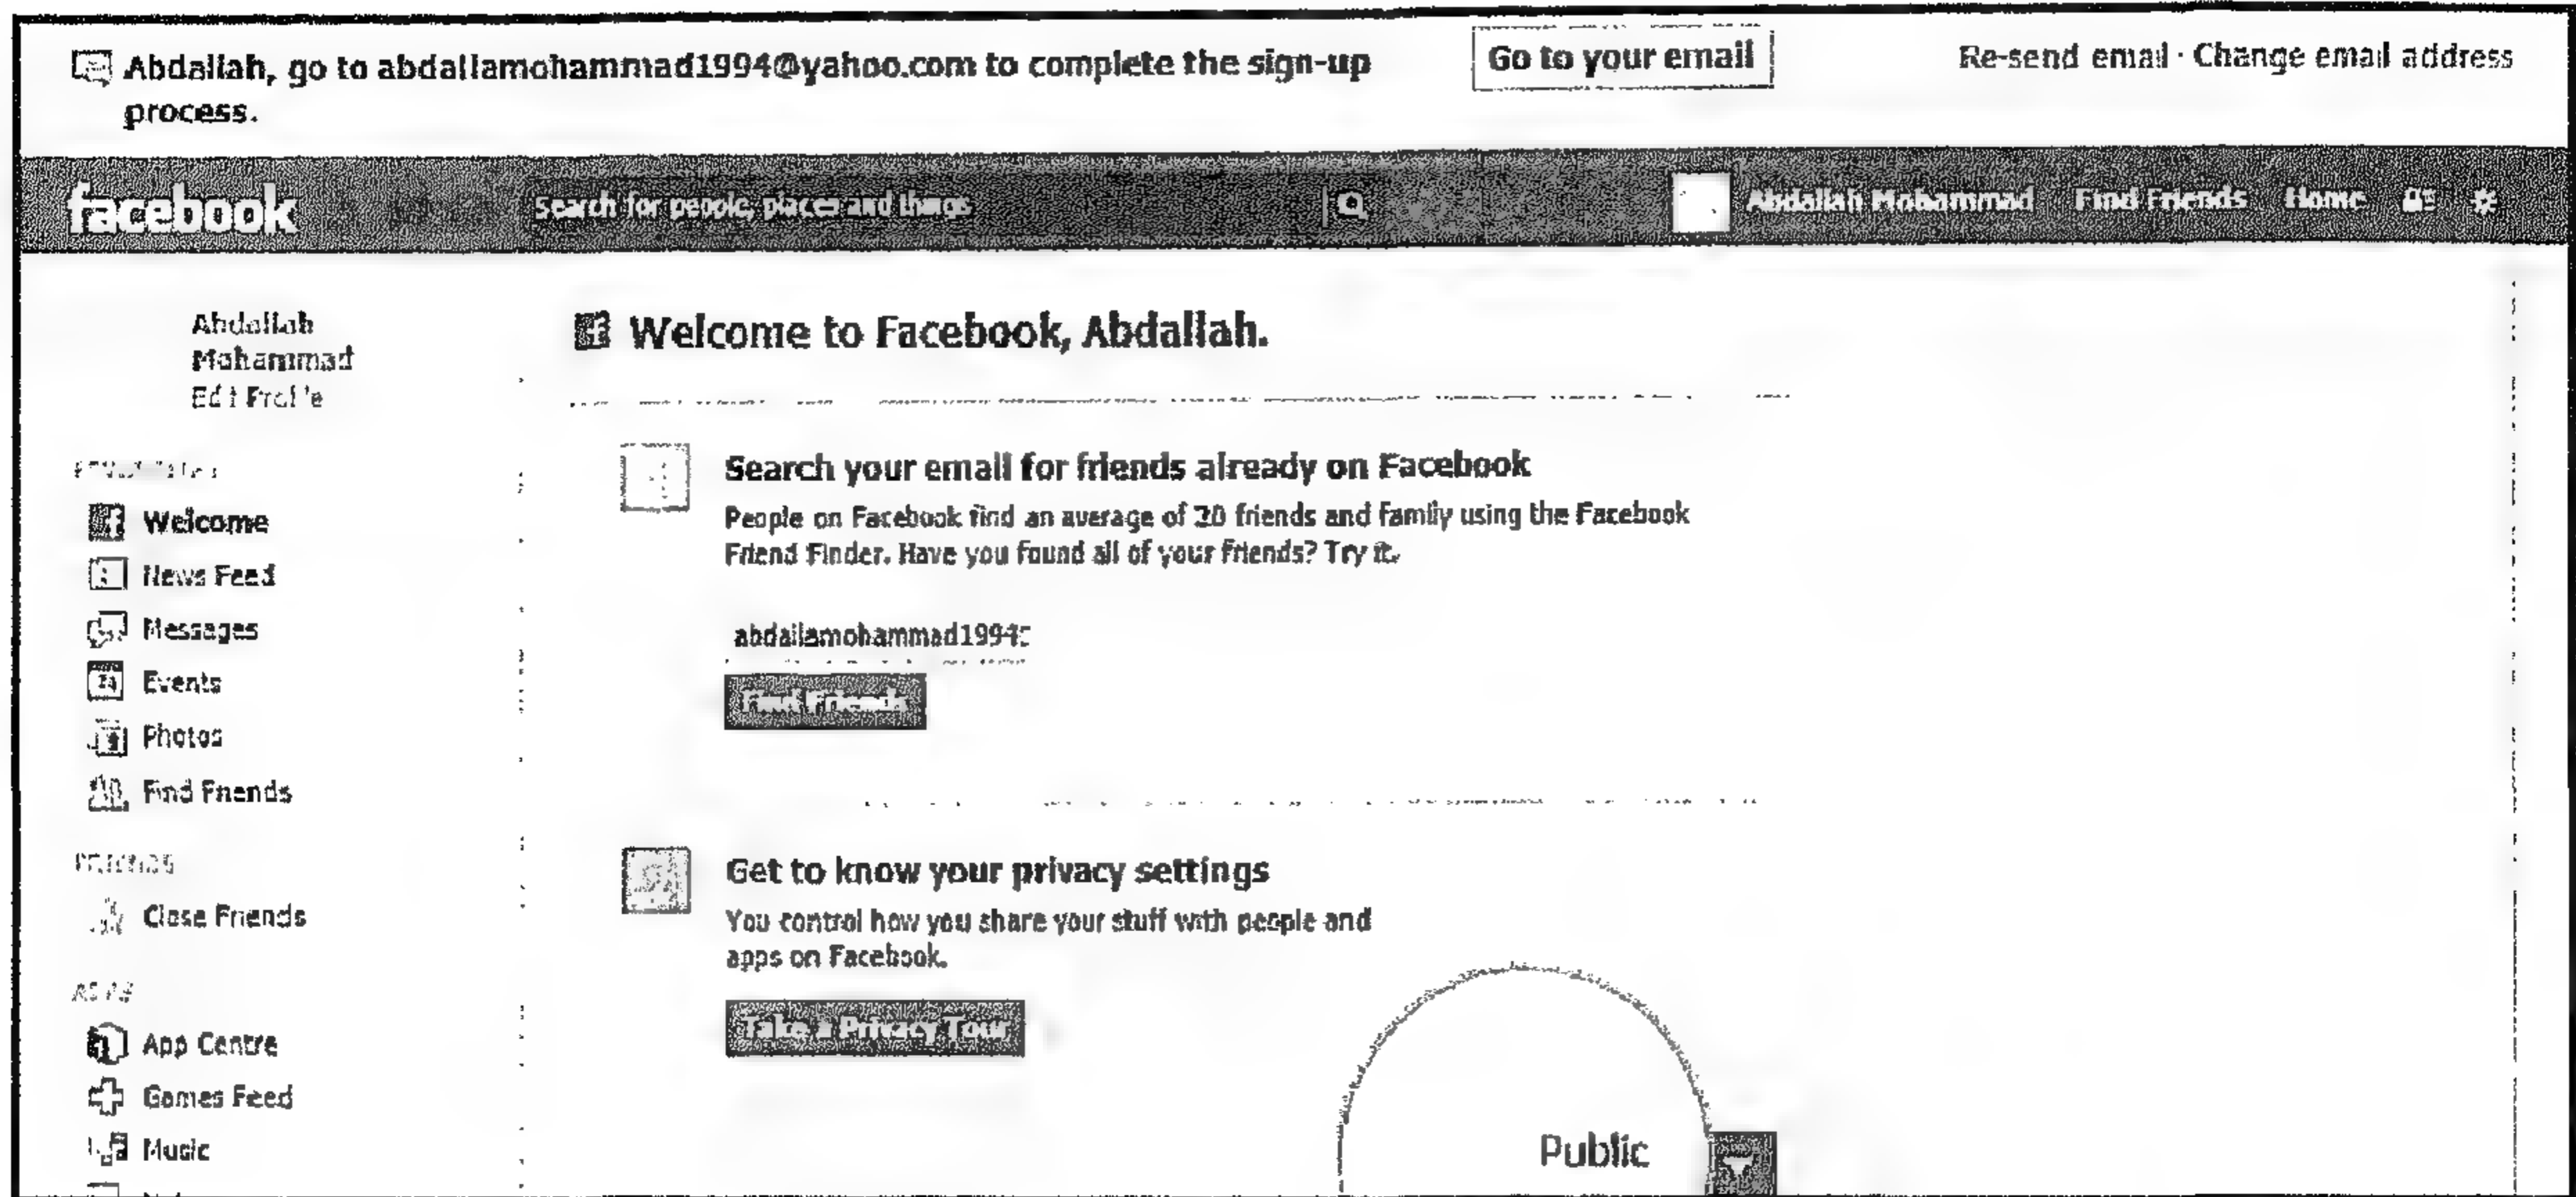 Abdallah, go to abdallamohammad1994@yahoo.com to complete the sign-up
process.
Go to your email
Re-send email · Change email address
facebook
Search for people, places and things
Abdallah Mohammad Find Friends Home
Abdallah
Mohammad
Edit Profile
Welcome to Facebook, Abdallah.
Welcome
News Feed
Messages
Events
Photos
Find Friends
FRIENDS
Close Friends
APPS
App Centre
Games Feed
Music
Search your email for friends already on Facebook
People on Facebook find an average of 20 friends and family using the Facebook
Friend Finder. Have you found all of your friends? Try it.
abdallamohammad1994
Find Friends
Get to know your privacy settings
You control how you share your stuff with people and
apps on Facebook.
Take a Privacy Tour
Public